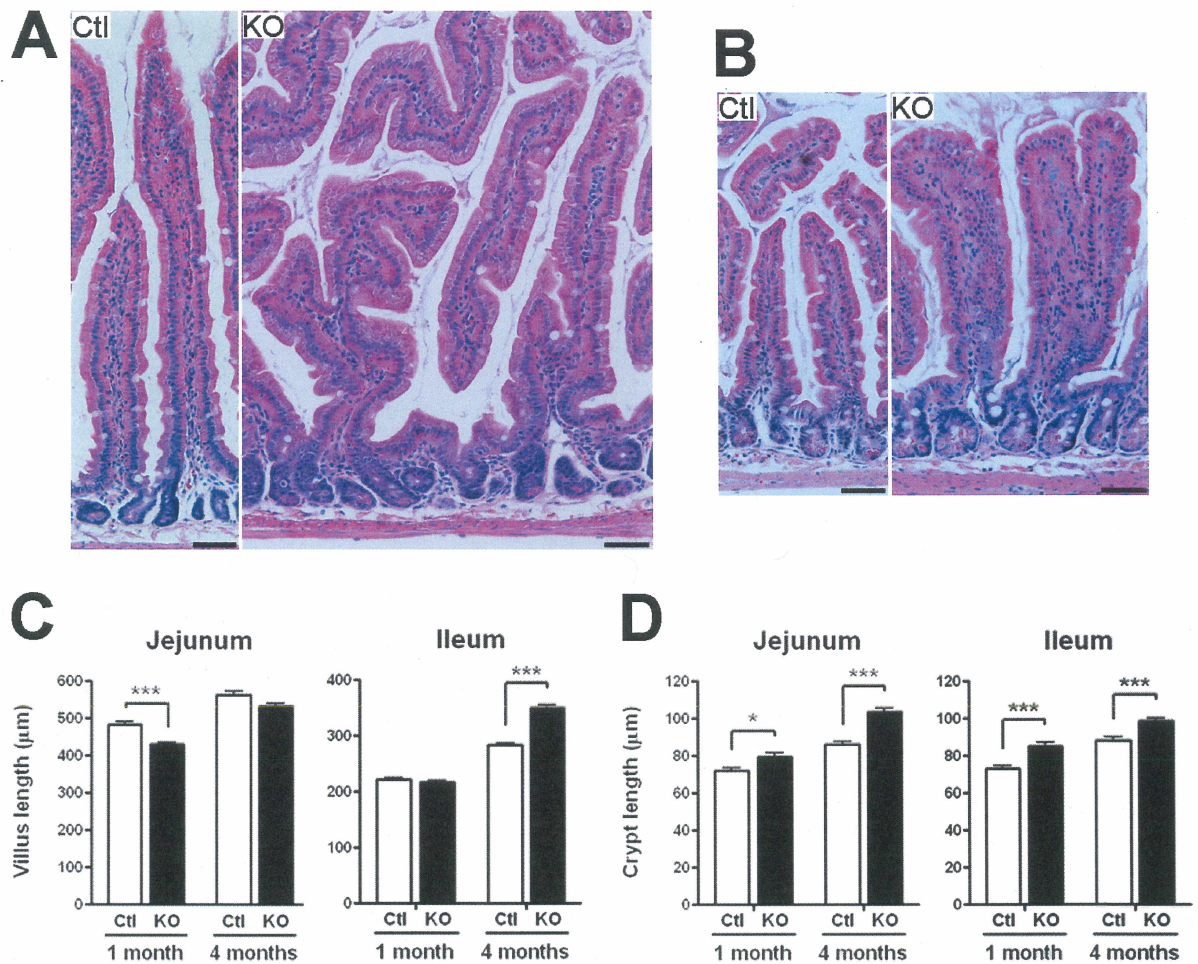 A
Ctl
KO
B
Ctl
KO
C
Jejunum
Ileum
Villus length (μm)
600
500
400
300
200
100
0
***
Ctl KO Ctl KO
1 month 4 months
400
300
200
100
0
***
Ctl KO Ctl KO
1 month 4 months
D
Jejunum
Ileum
Crypt length (μm)
120
100
80
60
40
20
0
*
***
Ctl KO Ctl KO
1 month 4 months
120
100
80
60
40
20
0
***
***
Ctl KO Ctl KO
1 month 4 months